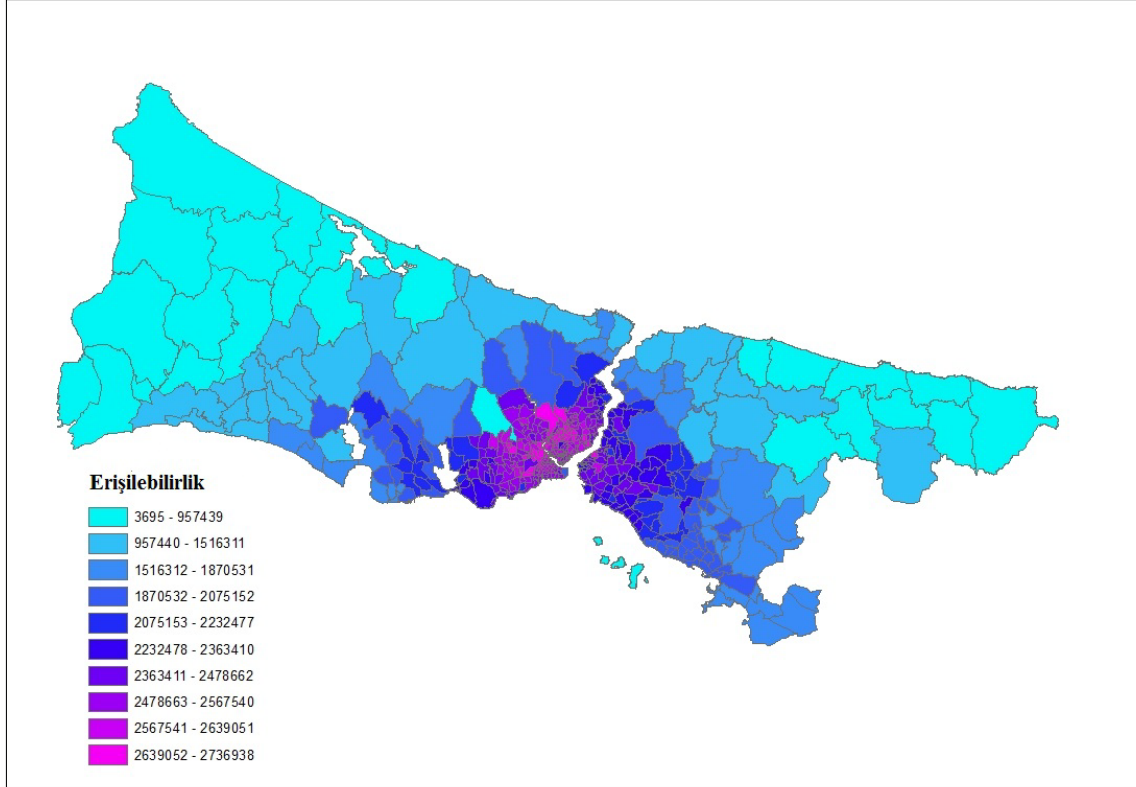 Erişilebilirlik
3695 - 957439
957440 - 1516311
1516312 - 1870531
1870532 - 2075152
2075153 - 2232477
2232478 - 2363410
2363411 - 2478662
2478663 - 2567540
2567541 - 2639051
2639052 - 2736938